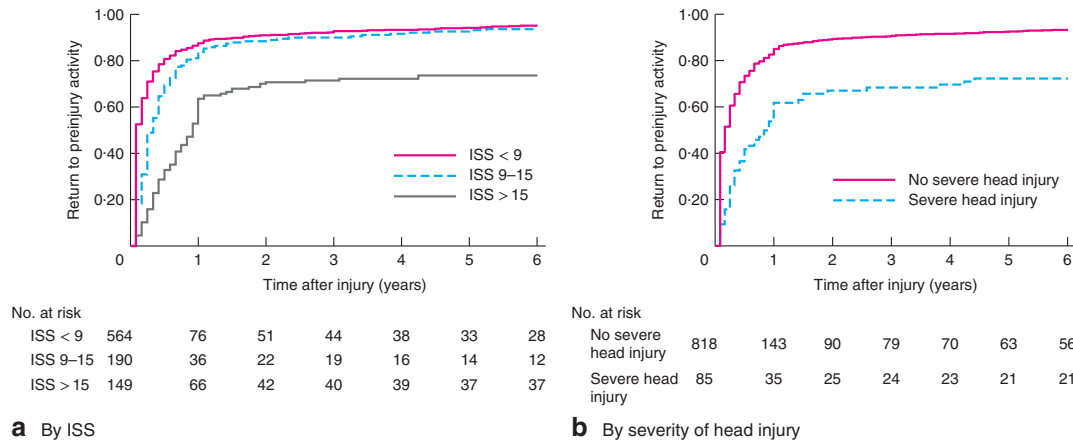 Return to preinjury activity
1·00
0·80
0·60
0·40
0·20
0 1 2 3 4 5 6
Time after injury (years)
ISS < 9
ISS 9–15
ISS > 15
No. at risk
ISS < 9 564 76 51 44 38 33 28
ISS 9–15 190 36 22 19 16 14 12
ISS > 15 149 66 42 40 39 37 37
a By ISS
Return to preinjury activity
1·00
0·80
0·60
0·40
0·20
0 1 2 3 4 5 6
Time after injury (years)
No severe head injury
Severe head injury
No. at risk
No severe
head injury 818 143 90 79 70 63 56
Severe head
injury 85 35 25 24 23 21 21
b By severity of head injury